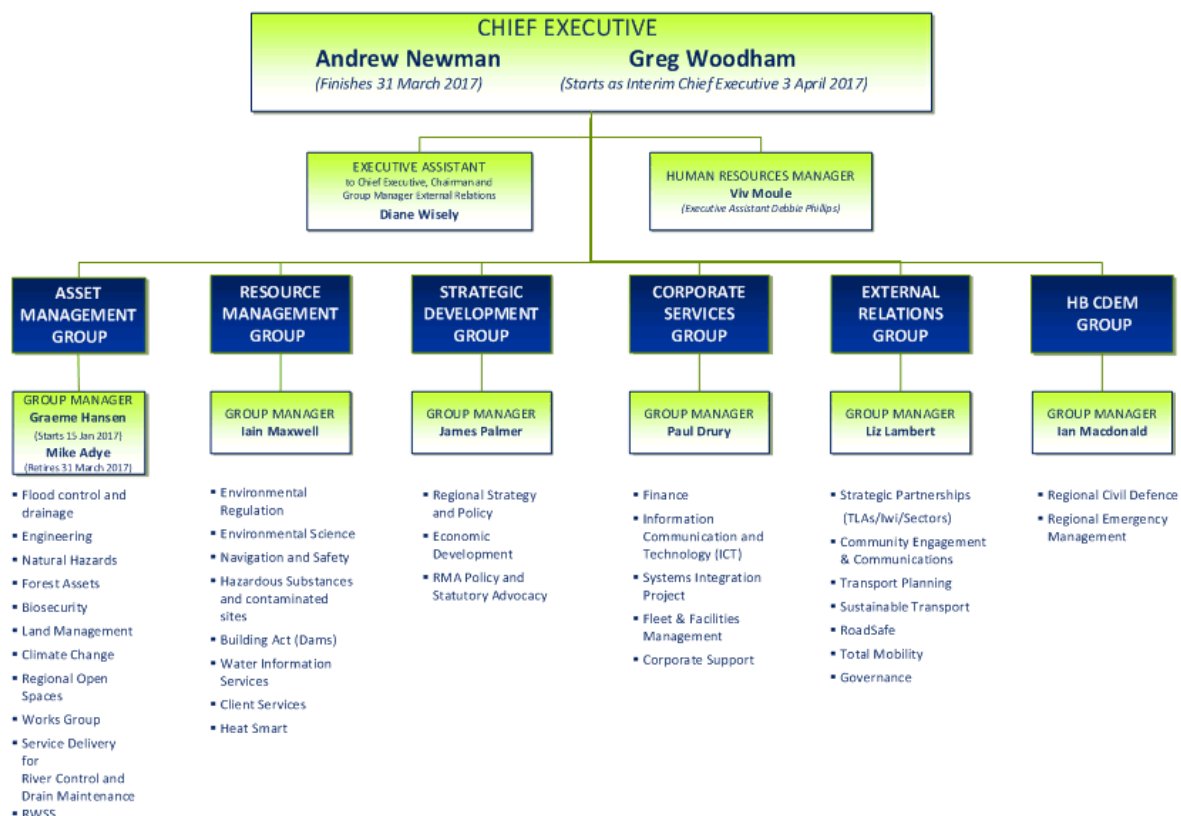 CHIEF EXECUTIVE
Andrew Newman
(Finishes 31 March 2017)
Greg Woodham
(Starts as Interim Chief Executive 3 April 2017)
EXECUTIVE ASSISTANT
to Chief Executive, Chairman and
Group Manager External Relations
Diane Wisely
HUMAN RESOURCES MANAGER
Viv Moule
(Executive Assistant Debbie Phillips)
ASSET
MANAGEMENT
GROUP
GROUP MANAGER
Graeme Hansen
(Starts 15 Jan 2017)
Mike Adye
(Retires 31 March 2017)
▪ Flood control and
drainage
▪ Engineering
▪ Natural Hazards
▪ Forest Assets
▪ Biosecurity
▪ Land Management
▪ Climate Change
▪ Regional Open
Spaces
▪ Works Group
▪ Service Delivery
for
River Control and
Drain Maintenance
▪ RWSS
RESOURCE
MANAGEMENT
GROUP
GROUP MANAGER
Iain Maxwell
▪ Environmental
Regulation
▪ Environmental Science
▪ Navigation and Safety
▪ Hazardous Substances
and contaminated
sites
▪ Building Act (Dams)
▪ Water Information
Services
▪ Client Services
▪ Heat Smart
STRATEGIC
DEVELOPMENT
GROUP
GROUP MANAGER
James Palmer
▪ Regional Strategy
and Policy
▪ Economic
Development
▪ RMA Policy and
Statutory Advocacy
CORPORATE
SERVICES
GROUP
GROUP MANAGER
Paul Drury
▪ Finance
▪ Information
Communication and
Technology (ICT)
▪ Systems Integration
Project
▪ Fleet & Facilities
Management
▪ Corporate Support
EXTERNAL
RELATIONS
GROUP
GROUP MANAGER
Liz Lambert
▪ Strategic Partnerships
(TLAs/Iwi/Sectors)
▪ Community Engagement
& Communications
▪ Transport Planning
▪ Sustainable Transport
▪ RoadSafe
▪ Total Mobility
▪ Governance
HB CDEM
GROUP
GROUP MANAGER
Ian Macdonald
▪ Regional Civil Defence
▪ Regional Emergency
Management